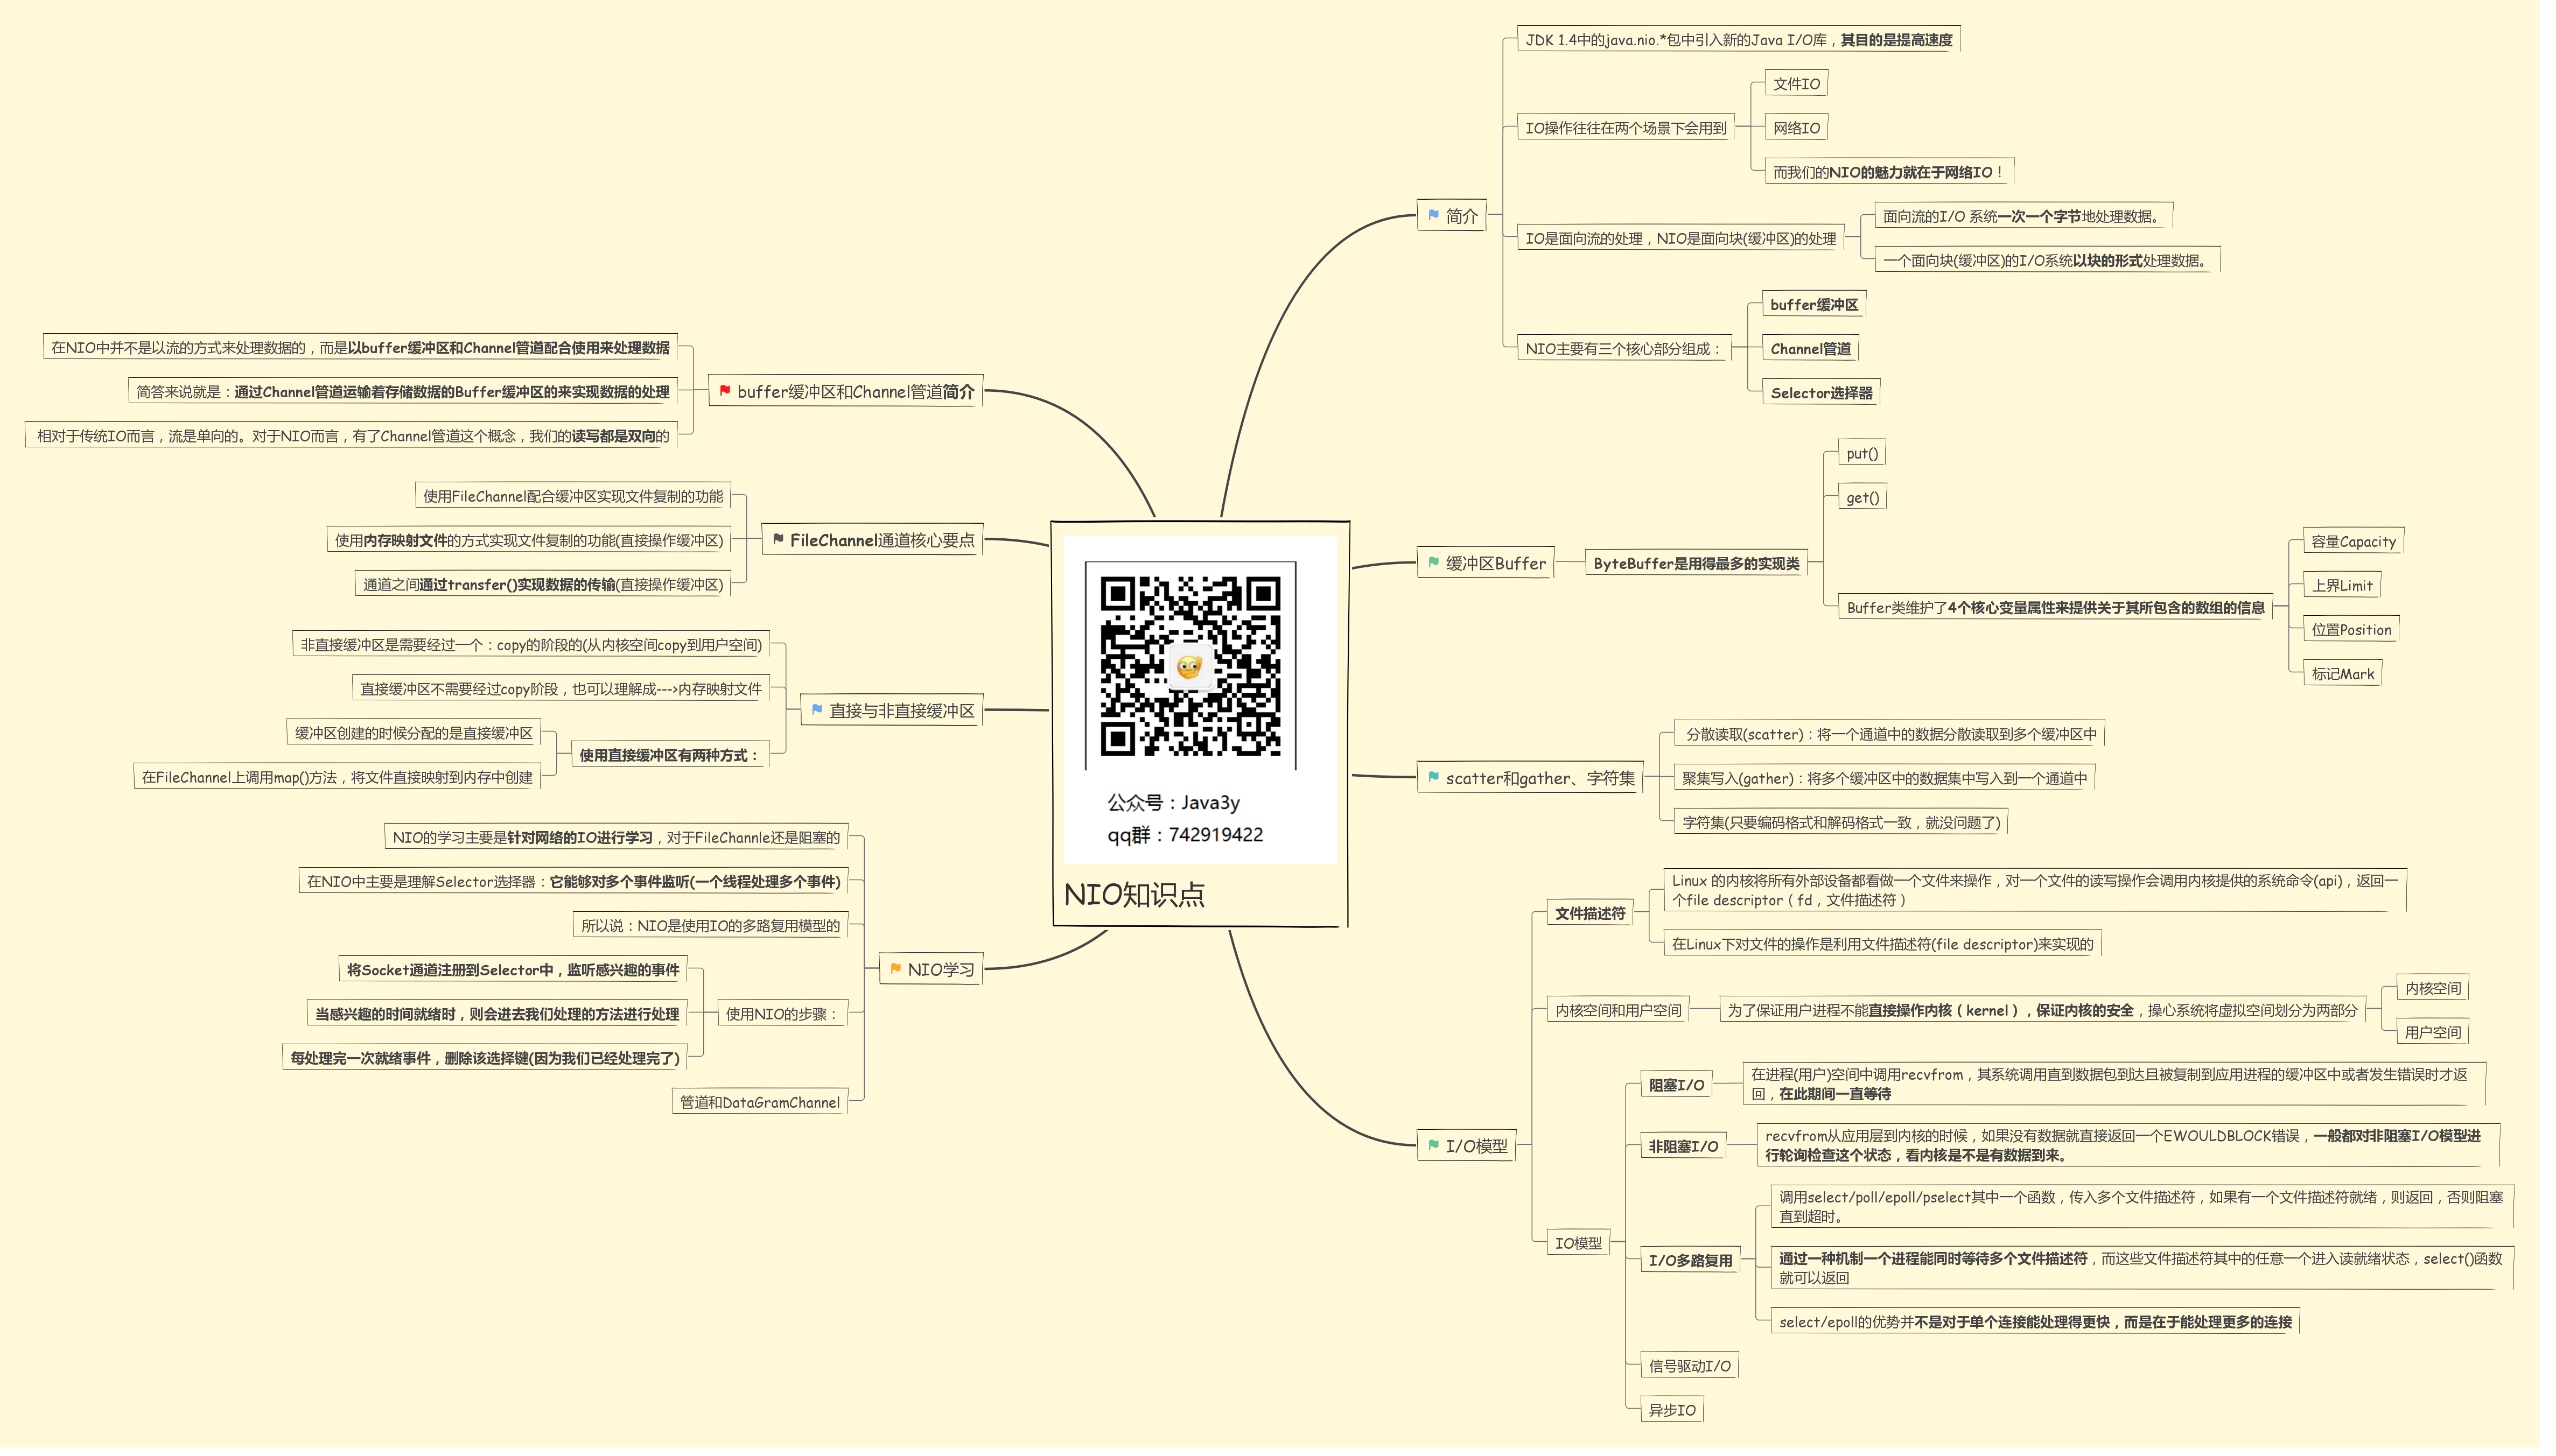 NIO知识点
公众号：Java3y
qq群：742919422
简介
JDK 1.4中的java.nio.*包中引入新的Java I/O库，其目的是提高速度
IO操作往往在两个场景下会用到
文件IO
网络IO
而我们的NIO的魅力就在于网络IO！
IO是面向流的处理，NIO是面向块(缓冲区)的处理
面向流的I/O 系统一次一个字节地处理数据。
一个面向块(缓冲区)的I/O系统以块的形式处理数据。
NIO主要有三个核心部分组成：
buffer缓冲区
Channel管道
Selector选择器
缓冲区Buffer
ByteBuffer是用得最多的实现类
put()
get()
Buffer类维护了4个核心变量属性来提供关于其所包含的数组的信息
容量Capacity
上界Limit
位置Position
标记Mark
scatter和gather、字符集
分散读取(scatter)：将一个通道中的数据分散读取到多个缓冲区中
聚集写入(gather)：将多个缓冲区中的数据集中写入到一个通道中
字符集(只要编码格式和解码格式一致，就没问题了)
I/O模型
文件描述符
Linux 的内核将所有外部设备都看做一个文件来操作，对一个文件的读写操作会调用内核提供的系统命令(api)，返回一
个file descriptor（fd，文件描述符）
在Linux下对文件的操作是利用文件描述符(file descriptor)来实现的
内核空间和用户空间
为了保证用户进程不能直接操作内核（kernel），保证内核的安全，操心系统将虚拟空间划分为两部分
内核空间
用户空间
IO模型
阻塞I/O
在进程(用户)空间中调用recvfrom，其系统调用直到数据包到达且被复制到应用进程的缓冲区中或者发生错误时才返
回，在此期间一直等待
非阻塞I/O
recvfrom从应用层到内核的时候，如果没有数据就直接返回一个EWOULDBLOCK错误，一般都对非阻塞I/O模型进
行轮询检查这个状态，看内核是不是有数据到来。
I/O多路复用
调用select/poll/epoll/pselect其中一个函数，传入多个文件描述符，如果有一个文件描述符就绪，则返回，否则阻塞
直到超时。
通过一种机制一个进程能同时等待多个文件描述符，而这些文件描述符其中的任意一个进入读就绪状态，select()函数
就可以返回
select/epoll的优势并不是对于单个连接能处理得更快，而是在于能处理更多的连接
信号驱动I/O
异步IO
buffer缓冲区和Channel管道简介
在NIO中并不是以流的方式来处理数据的，而是以buffer缓冲区和Channel管道配合使用来处理数据
简答来说就是：通过Channel管道运输着存储数据的Buffer缓冲区的来实现数据的处理
相对于传统IO而言，流是单向的。对于NIO而言，有了Channel管道这个概念，我们的读写都是双向的
FileChannel通道核心要点
使用FileChannel配合缓冲区实现文件复制的功能
使用内存映射文件的方式实现文件复制的功能(直接操作缓冲区)
通道之间通过transfer()实现数据的传输(直接操作缓冲区)
直接与非直接缓冲区
非直接缓冲区是需要经过一个：copy的阶段的(从内核空间copy到用户空间)
直接缓冲区不需要经过copy阶段，也可以理解成--->内存映射文件
使用直接缓冲区有两种方式：
缓冲区创建的时候分配的是直接缓冲区
在FileChannel上调用map()方法，将文件直接映射到内存中创建
NIO学习
NIO的学习主要是针对网络的IO进行学习，对于FileChannle还是阻塞的
在NIO中主要是理解Selector选择器：它能够对多个事件监听(一个线程处理多个事件)
所以说：NIO是使用IO的多路复用模型的
使用NIO的步骤：
将Socket通道注册到Selector中，监听感兴趣的事件
当感兴趣的时间就绪时，则会进去我们处理的方法进行处理
每处理完一次就绪事件，删除该选择键(因为我们已经处理完了)
管道和DataGramChannel